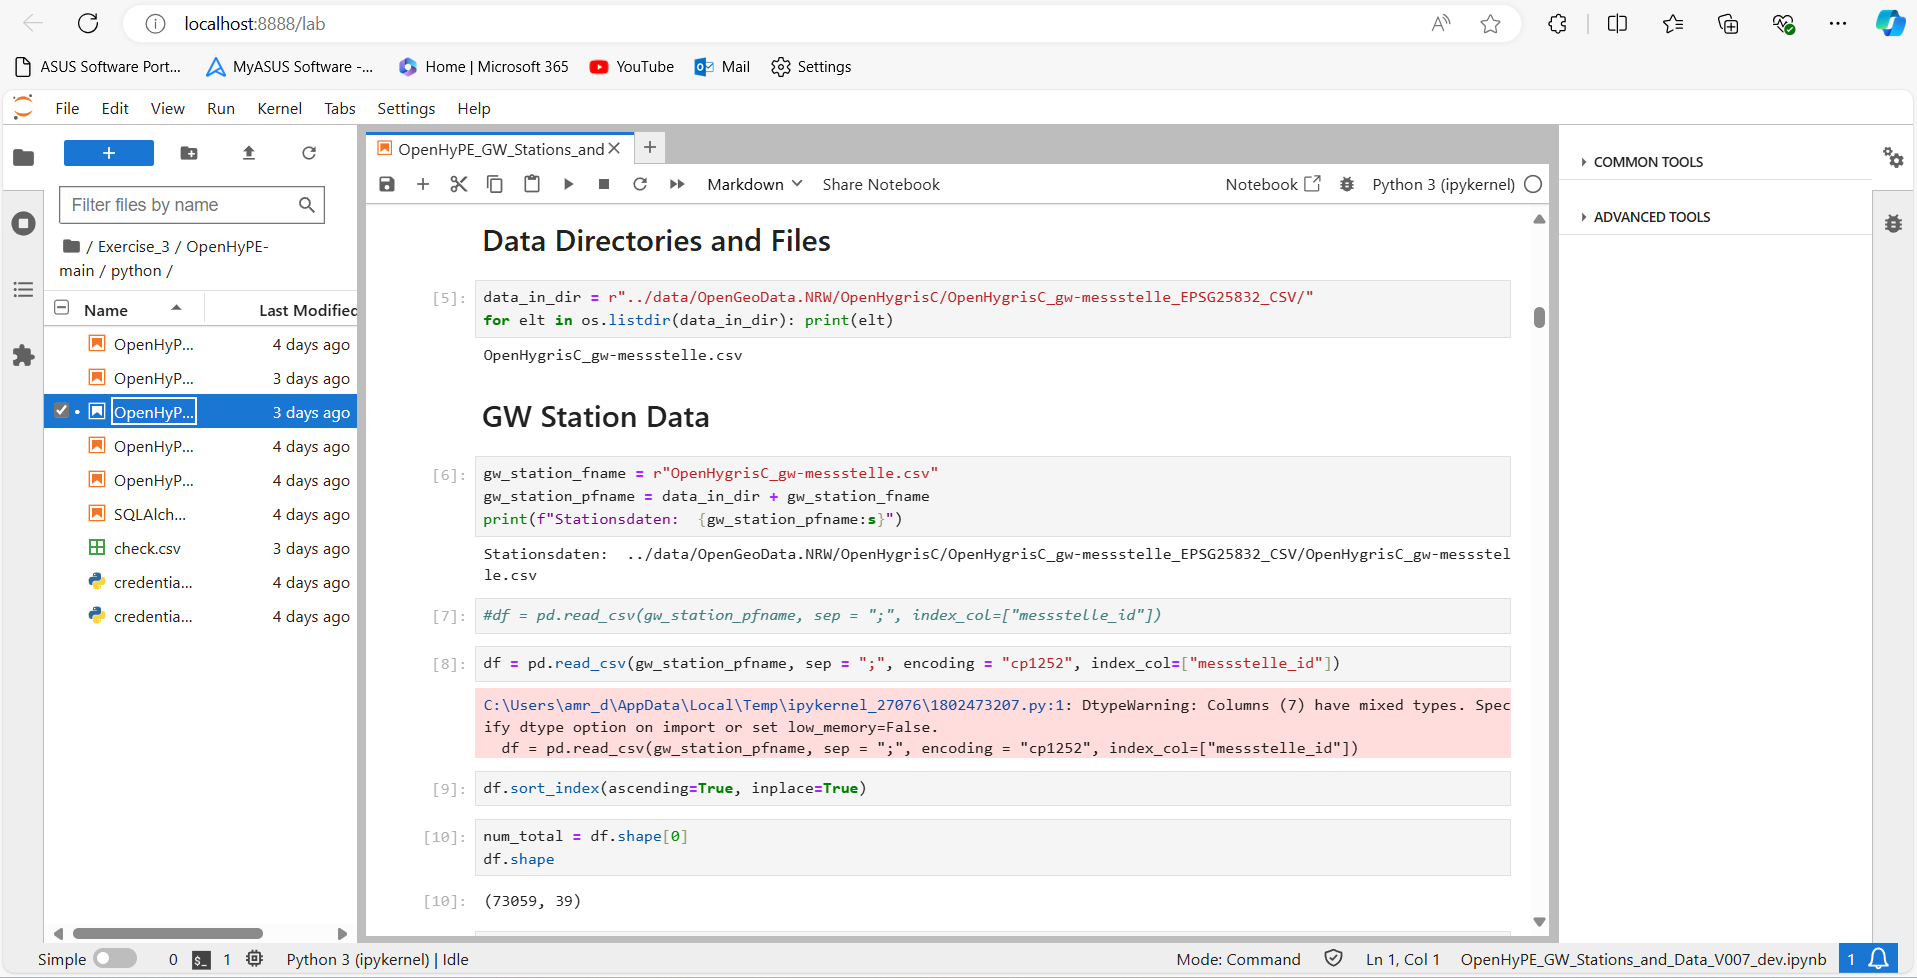 localhost:8888/lab
ASUS Software Port...
MyASUS Software -...
Home | Microsoft 365
YouTube
Mail
Settings
File Edit View Run Kernel Tabs Settings Help
+
Filter files by name
/ Exercise_3 / OpenHyPE-
main / python /
Name Last Modified
OpenHyP... 4 days ago
OpenHyP... 3 days ago
OpenHyP... 3 days ago
OpenHyP... 4 days ago
OpenHyP... 4 days ago
SQLAlch... 4 days ago
check.csv 3 days ago
credentia... 4 days ago
credentia... 4 days ago
OpenHyPE_GW_Stations_and
Markdown Share Notebook Notebook Python 3 (ipykernel)
Data Directories and Files
[5]: data_in_dir = r"../data/OpenGeoData.NRW/OpenHygrisC/OpenHygrisC_gw-messstelle_EPSG25832_CSV/"
for elt in os.listdir(data_in_dir): print(elt)
OpenHygrisC_gw-messstelle.csv
GW Station Data
[6]: gw_station_fname = r"OpenHygrisC_gw-messstelle.csv"
gw_station_pfname = data_in_dir + gw_station_fname
print(f"Stationsdaten:  {gw_station_pfname:s}")
Stationsdaten:  ../data/OpenGeoData.NRW/OpenHygrisC/OpenHygrisC_gw-messstelle_EPSG25832_CSV/OpenHygrisC_gw-messstel
le.csv
[7]: #df = pd.read_csv(gw_station_pfname, sep = ";", index_col=["messstelle_id"])
[8]: df = pd.read_csv(gw_station_pfname, sep = ";", encoding = "cp1252", index_col=["messstelle_id"])
C:\Users\amr_d\AppData\Local\Temp\ipykernel_27076\1802473207.py:1: DtypeWarning: Columns (7) have mixed types. Spec
ify dtype option on import or set low_memory=False.
df = pd.read_csv(gw_station_pfname, sep = ";", encoding = "cp1252", index_col=["messstelle_id"])
[9]: df.sort_index(ascending=True, inplace=True)
[10]: num_total = df.shape[0]
df.shape
[10]: (73059, 39)
COMMON TOOLS
ADVANCED TOOLS
Simple 0 $_ 1 Python 3 (ipykernel) | Idle Mode: Command Ln 1, Col 1 OpenHyPE_GW_Stations_and_Data_V007_dev.ipynb 1